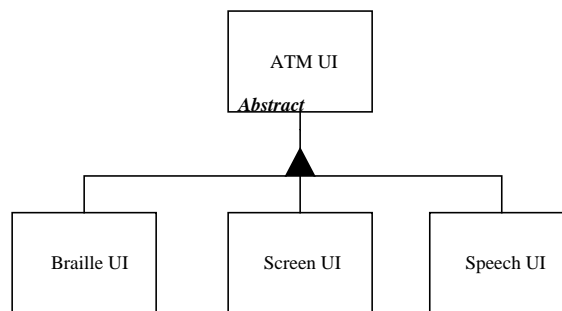 ATM UI
Abstract
Braille UI
Screen UI
Speech UI